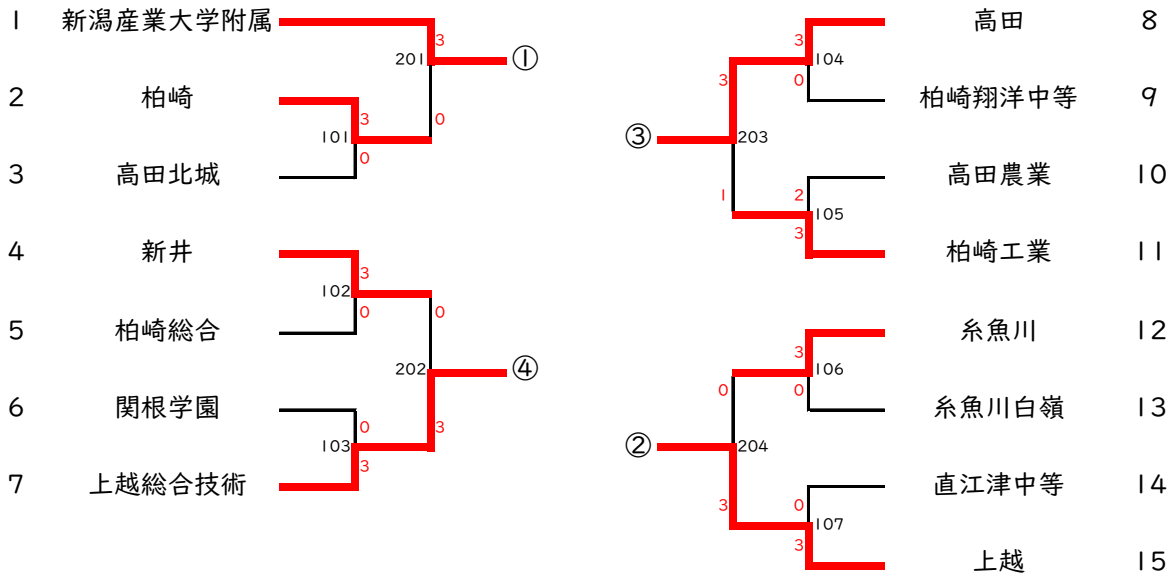 1 新潟産業大学附属
3
201
①
2 柏崎
3
101
0
0
3 高田北城
4 新井
3
102
0
0
5 柏崎総合
202
④
6 関根学園
0
3
103
3
7 上越総合技術
高田 8
3
104
3
0
柏崎翔洋中等 9
③
203
高田農業 10
1
2
105
3
柏崎工業 11
糸魚川 12
3
106
0
0
糸魚川白嶺 13
②
204
直江津中等 14
3
0
107
3
上越 15